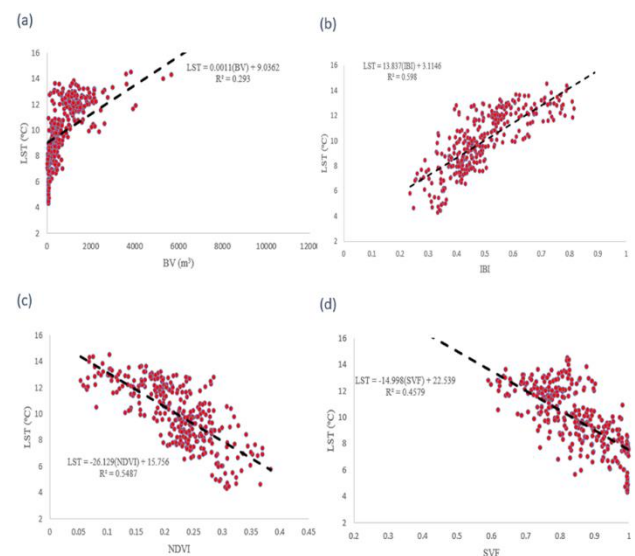 (a)
16
14
12
10
8
6
4
2
LST (°C)
LST = 0.0011(BV) + 9.0362
R² = 0.293
0 2000 4000 6000 8000 10000 1200
BV (m³)
(b)
16
14
12
10
8
6
4
2
LST (°C)
LST = 13.837(IBI) + 3.1146
R² = 0.598
0 0.1 0.2 0.3 0.4 0.5 0.6 0.7 0.8 0.9 1
IBI
(c)
16
14
12
10
8
6
4
2
LST (°C)
LST = -26.129(NDVI) + 15.756
R² = 0.5487
0 0.05 0.1 0.15 0.2 0.25 0.3 0.35 0.4 0.45
NDVI
(d)
16
14
12
10
8
6
4
2
LST (°C)
LST = -14.998(SVF) + 22.539
R² = 0.4579
0.2 0.3 0.4 0.5 0.6 0.7 0.8 0.9 1
SVF